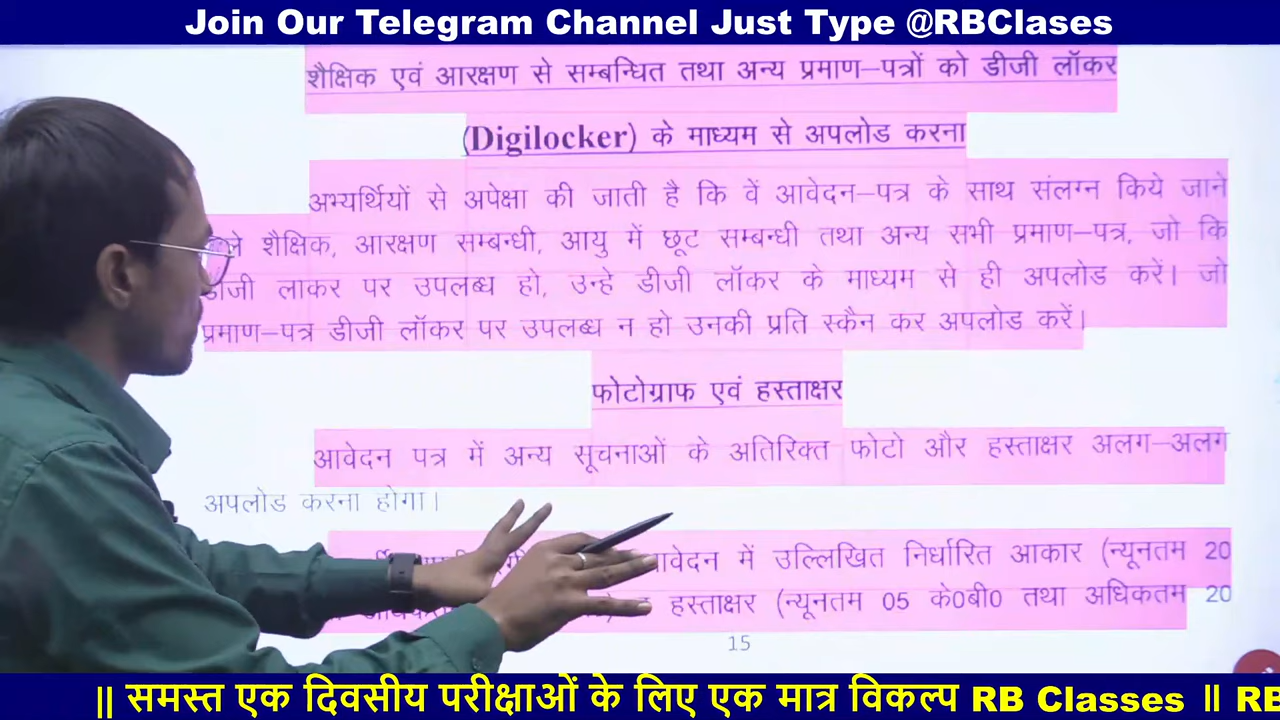 Join Our Telegram Channel Just Type @RBClases
शैक्षिक एवं आरक्षण से सम्बन्धित तथा अन्य प्रमाण–पत्रों को डीजी लॉकर
(Digilocker) के माध्यम से अपलोड करना
अभ्यर्थियों से अपेक्षा की जाती है कि वें आवेदन–पत्र के साथ संलग्न किये जाने
शैक्षिक, आरक्षण सम्बन्धी, आयु में छूट सम्बन्धी तथा अन्य सभी प्रमाण–पत्र, जो कि
डीजी लाकर पर उपलब्ध हो, उन्हे डीजी लॉकर के माध्यम से ही अपलोड करें। जो
प्रमाण–पत्र डीजी लॉकर पर उपलब्ध न हो उनकी प्रति स्कैन कर अपलोड करें।
फोटोग्राफ एवं हस्ताक्षर
आवेदन पत्र में अन्य सूचनाओं के अतिरिक्त फोटो और हस्ताक्षर अलग–अलग
अपलोड करना होगा।
आवेदन में उल्लिखित निर्धारित आकार (न्यूनतम 20
हस्ताक्षर (न्यूनतम 05 के0बी0 तथा अधिकतम 20
15
|| समस्त एक दिवसीय परीक्षाओं के लिए एक मात्र विकल्प RB Classes || RB